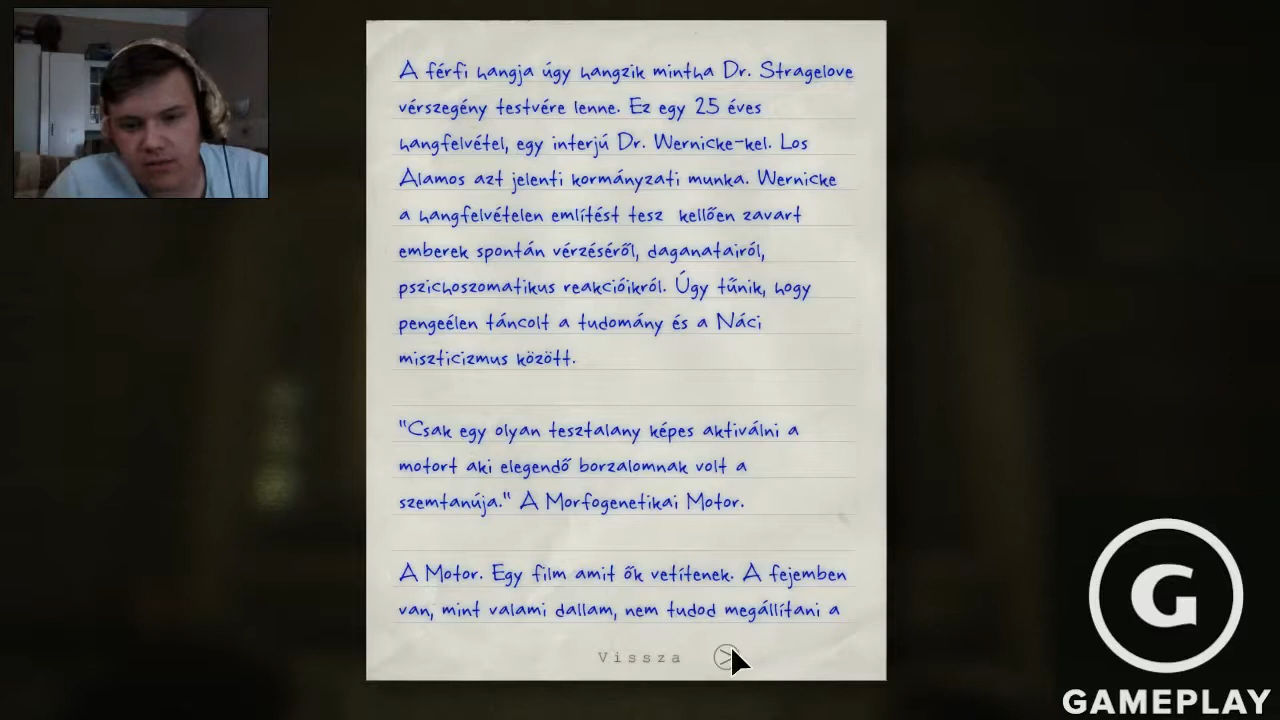 A férfi hangja úgy hangzik mintha Dr. Stragelove
vérszegény testvére lenne. Ez egy 25 éves
hangfelvétel, egy interjú Dr. Wernicke-kel. Los
Alamos azt jelenti kormányzati munka. Wernicke
a hangfelvételen említést tesz kellően zavart
emberek spontán vérzéséről, daganatairól,
pszichoszomatikus reakcióikról. Úgy tűnik, hogy
pengeélen táncolt a tudomány és a Náci
miszticizmus között.
"Csak egy olyan tesztalany képes aktiválni a
motort aki elegendő borzalomnak volt a
szemtanúja." A Morfogenetikai Motor.
A Motor. Egy film amit ők vetítenek. A fejemben
van, mint valami dallam, nem tudod megállítani a
Vissza >
G
GAMEPLAY